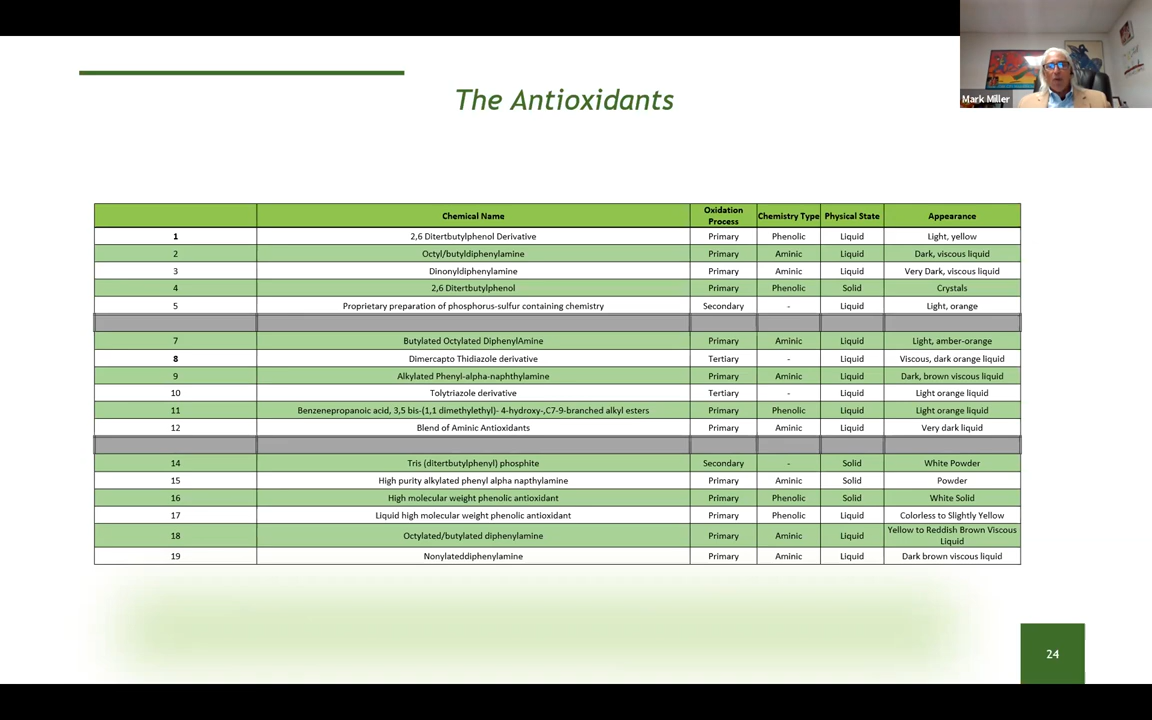 Mark Miller
The Antioxidants
Chemical Name Oxidation Process Chemistry Type Physical State Appearance
1 2,6 Ditertbutylphenol Derivative Primary Phenolic Liquid Light, yellow
2 Octyl/butyldiphenylamine Primary Aminic Liquid Dark, viscous liquid
3 Dinonyldiphenylamine Primary Aminic Liquid Very Dark, viscous liquid
4 2,6 Ditertbutylphenol Primary Phenolic Solid Crystals
5 Proprietary preparation of phosphorus-sulfur containing chemistry Secondary - Liquid Light, orange
7 Butylated Octylated DiphenylAmine Primary Aminic Liquid Light, amber-orange
8 Dimercapto Thidiazole derivative Tertiary - Liquid Viscous, dark orange liquid
9 Alkylated Phenyl-alpha-naphthylamine Primary Aminic Liquid Dark, brown viscous liquid
10 Tolytriazole derivative Tertiary - Liquid Light orange liquid
11 Benzenepropanoic acid, 3,5 bis-(1,1 dimethylethyl)- 4-hydroxy-,C7-9-branched alkyl esters Primary Phenolic Liquid Light orange liquid
12 Blend of Aminic Antioxidants Primary Aminic Liquid Very dark liquid
14 Tris (ditertbutylphenyl) phosphite Secondary - Solid White Powder
15 High purity alkylated phenyl alpha napthylamine Primary Aminic Solid Powder
16 High molecular weight phenolic antioxidant Primary Phenolic Solid White Solid
17 Liquid high molecular weight phenolic antioxidant Primary Phenolic Liquid Colorless to Slightly Yellow
18 Octylated/butylated diphenylamine Primary Aminic Liquid Yellow to Reddish Brown Viscous Liquid
19 Nonylateddiphenylamine Primary Aminic Liquid Dark brown viscous liquid
24